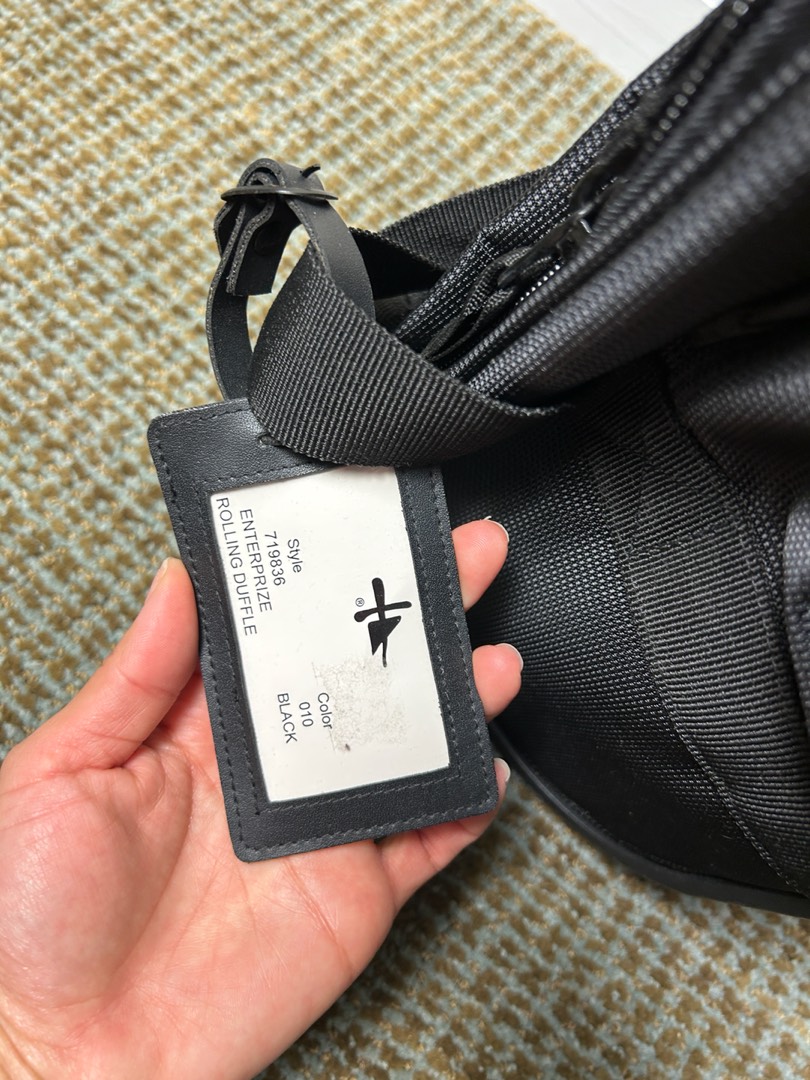 ®
Style
719836
ENTERPRIZE
ROLLING DUFFLE
Color
010
BLACK